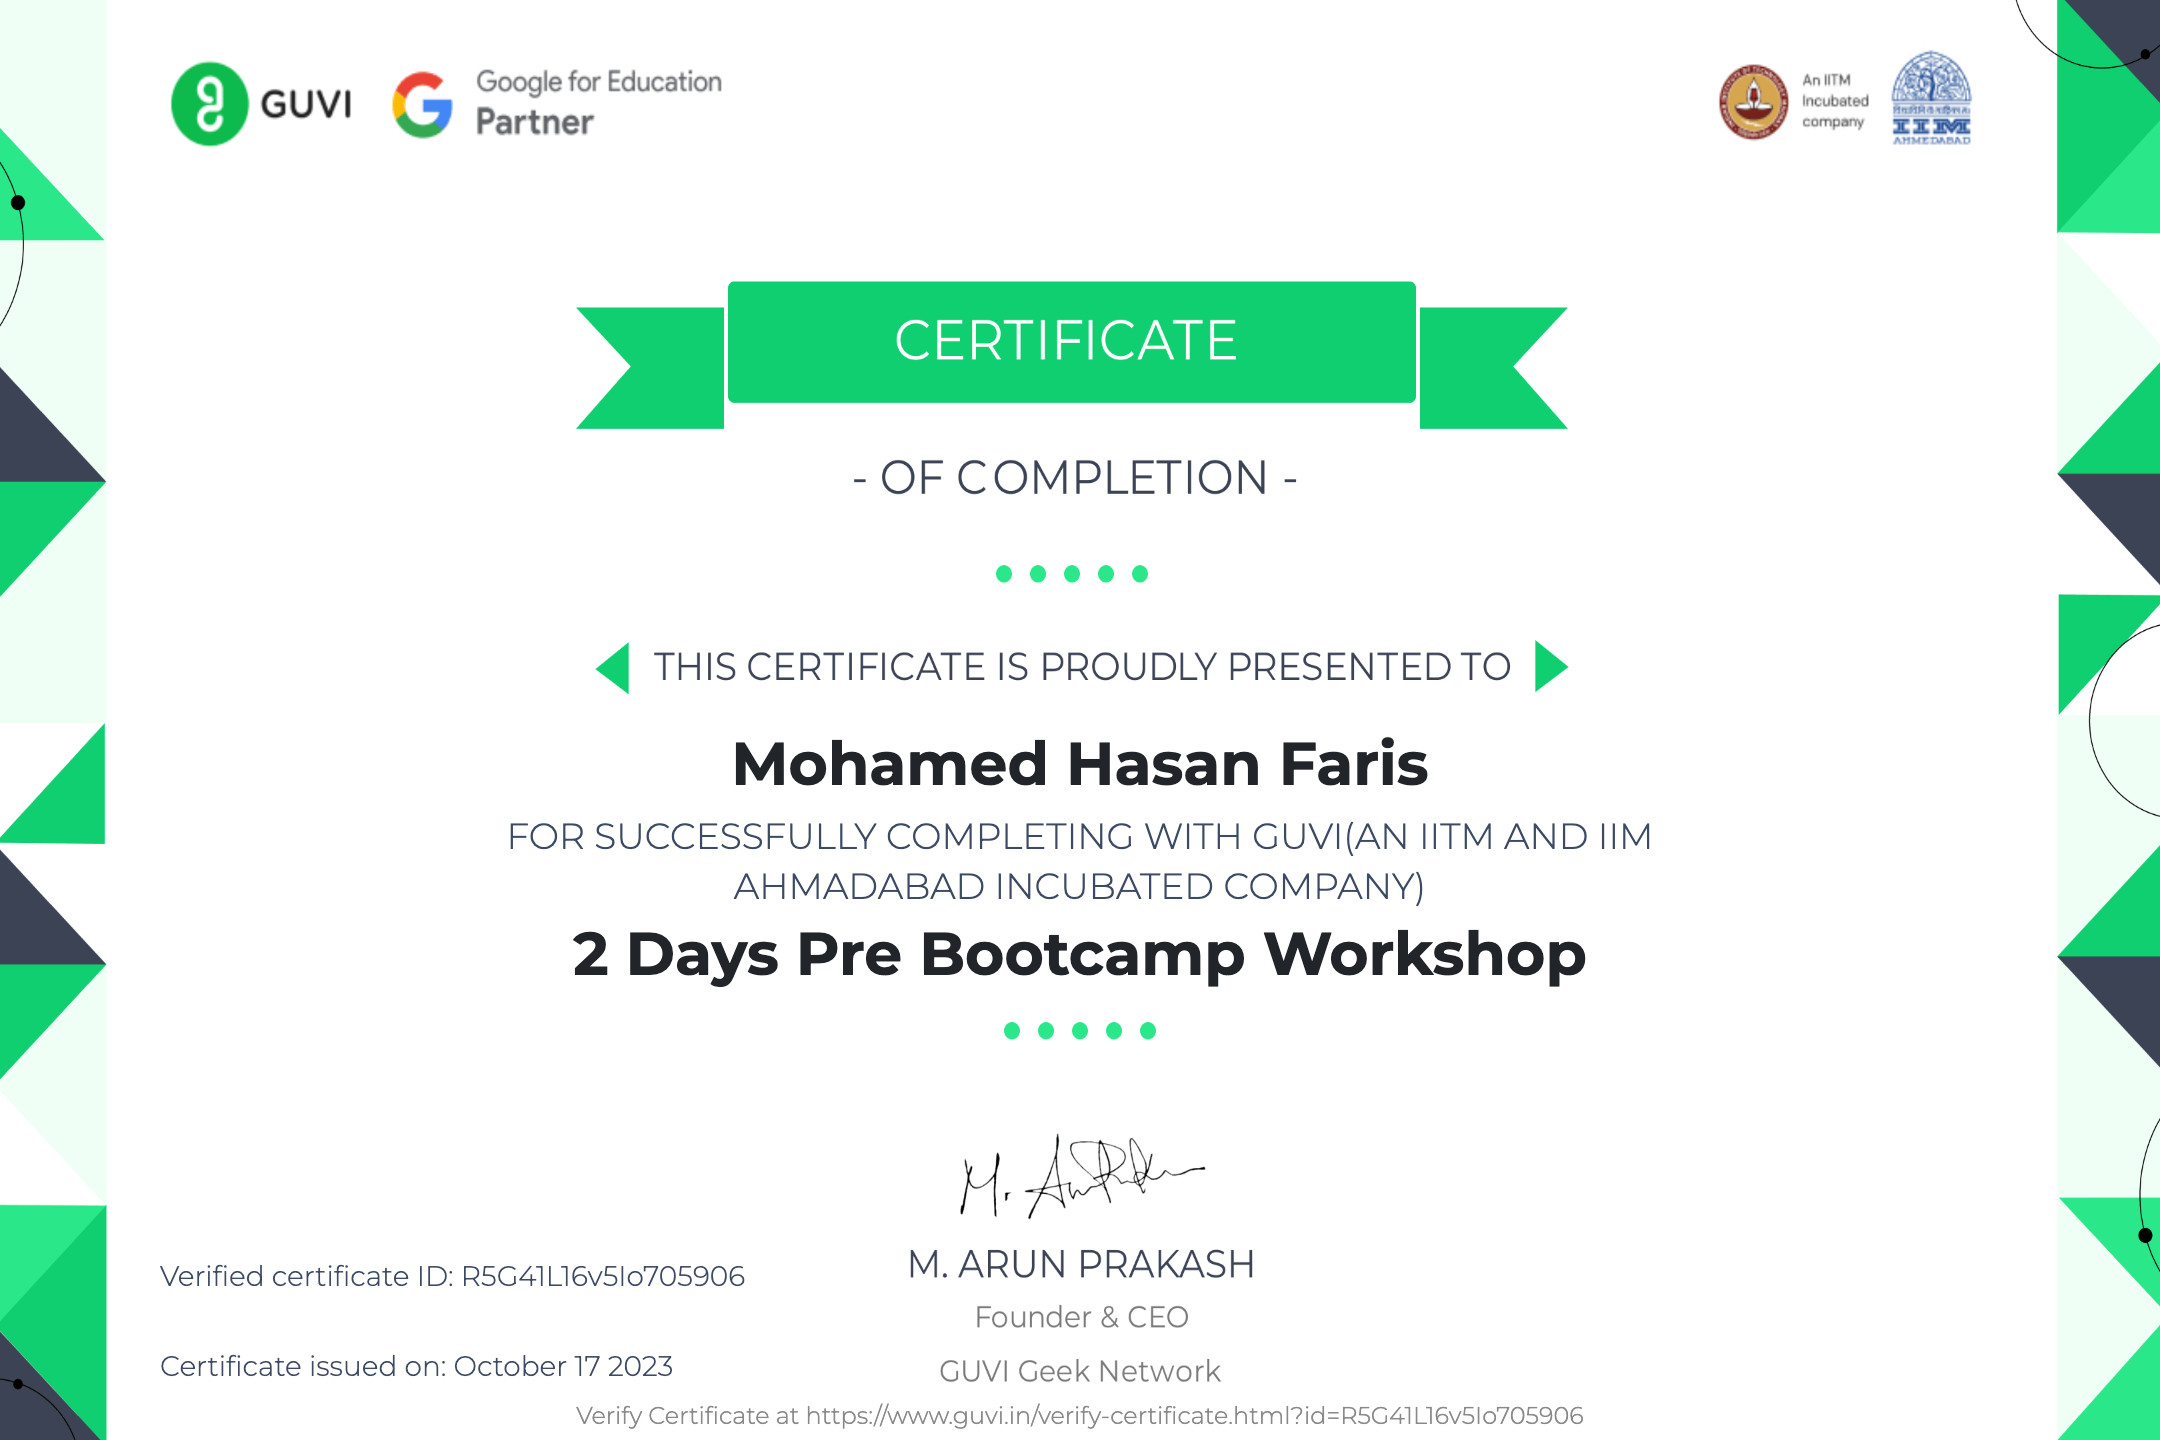 GUVI
Google for Education
Partner
An IITM
Incubated
company
IIM
AHMEDABAD
CERTIFICATE
- OF COMPLETION -
THIS CERTIFICATE IS PROUDLY PRESENTED TO
Mohamed Hasan Faris
FOR SUCCESSFULLY COMPLETING WITH GUVI(AN IITM AND IIM
AHMADABAD INCUBATED COMPANY)
2 Days Pre Bootcamp Workshop
M. ARUN PRAKASH
Founder & CEO
GUVI Geek Network
Verified certificate ID: R5G41L16v5Io705906
Certificate issued on: October 17 2023
Verify Certificate at https://www.guvi.in/verify-certificate.html?id=R5G41L16v5Io705906